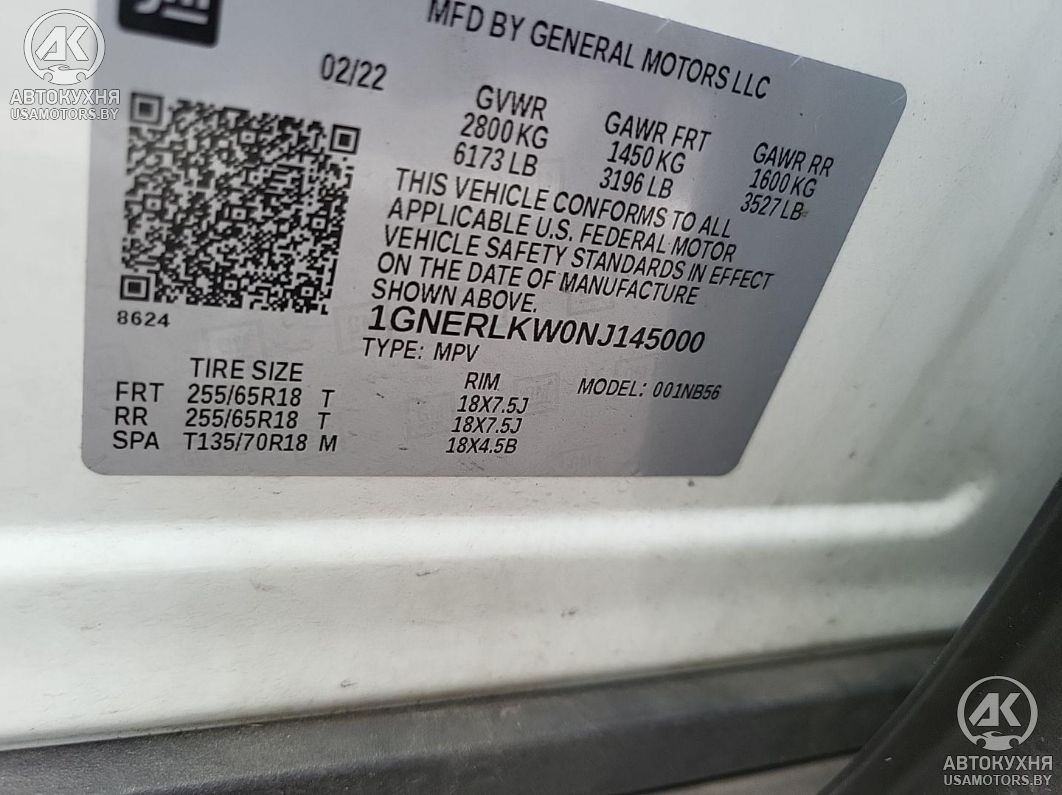 gm
MFD BY GENERAL MOTORS LLC
02/22
GVWR
2800 KG
6173 LB
GAWR FRT
1450 KG
3196 LB
GAWR RR
1600 KG
3527 LB
THIS VEHICLE CONFORMS TO ALL
APPLICABLE U.S. FEDERAL MOTOR
VEHICLE SAFETY STANDARDS IN EFFECT
ON THE DATE OF MANUFACTURE
SHOWN ABOVE.
8624
1GNERLKW0NJ145000
TYPE: MPV
MODEL: 001NB56
TIRE SIZE RIM
FRT 255/65R18 T 18X7.5J
RR 255/65R18 T 18X7.5J
SPA T135/70R18 M 18X4.5B
АК
АВТОКУХНЯ
USAMOTORS.BY
АК
АВТОКУХНЯ
USAMOTORS.BY